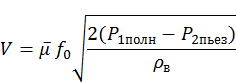 V = μ̄ f₀ √(2(P₁полн − P₂пьез) / ρв)